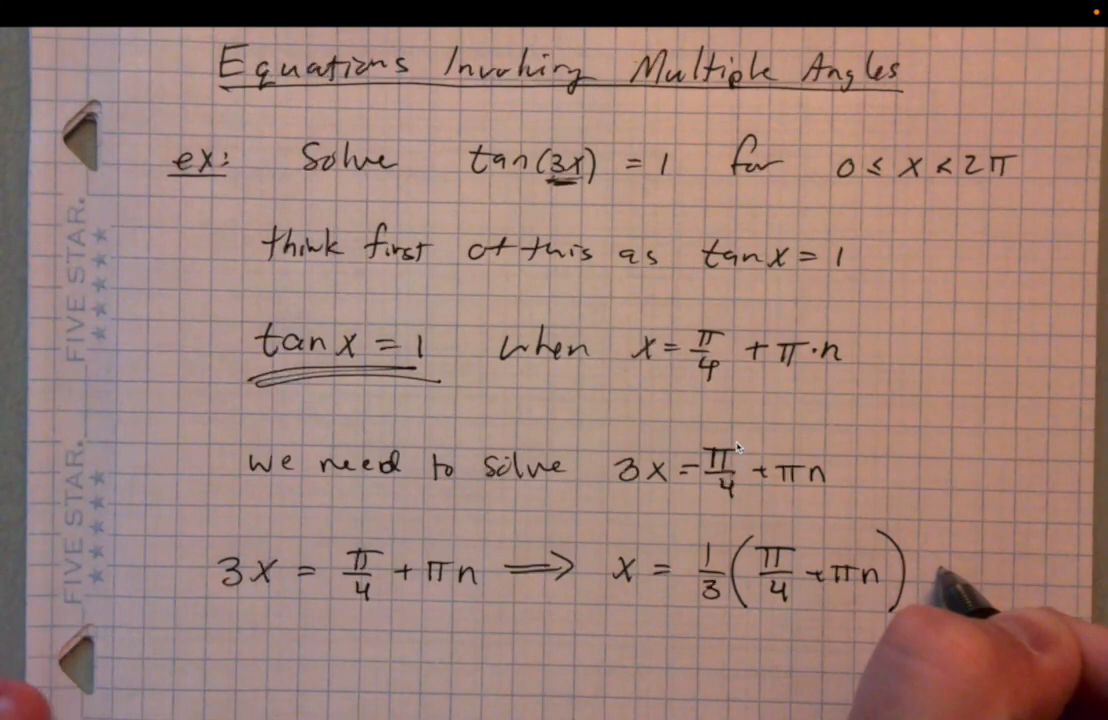 Equations Involving Multiple Angles
ex: Solve tan(3x) = 1 for 0 ≤ x < 2π
think first of this as tan x = 1
tan x = 1 when x = π/4 + π·n
we need to solve 3x = π/4 + πn
3x = π/4 + πn ⟹ x = 1/3 (π/4 + πn)
FIVE STAR. ★★★★★
FIVE STAR. ★★★★★